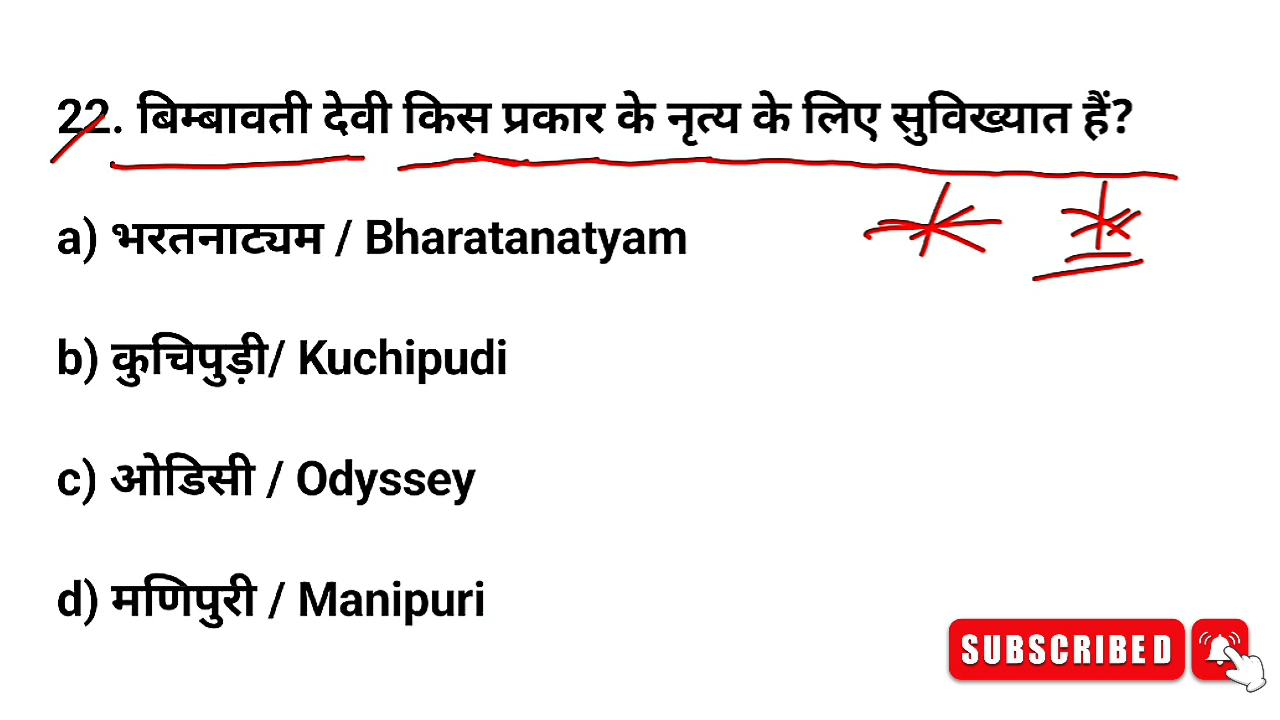 22. बिम्बावती देवी किस प्रकार के नृत्य के लिए सुविख्यात हैं?
a) भरतनाट्यम / Bharatanatyam
b) कुचिपुड़ी/ Kuchipudi
c) ओडिसी / Odyssey
d) मणिपुरी / Manipuri
SUBSCRIBED